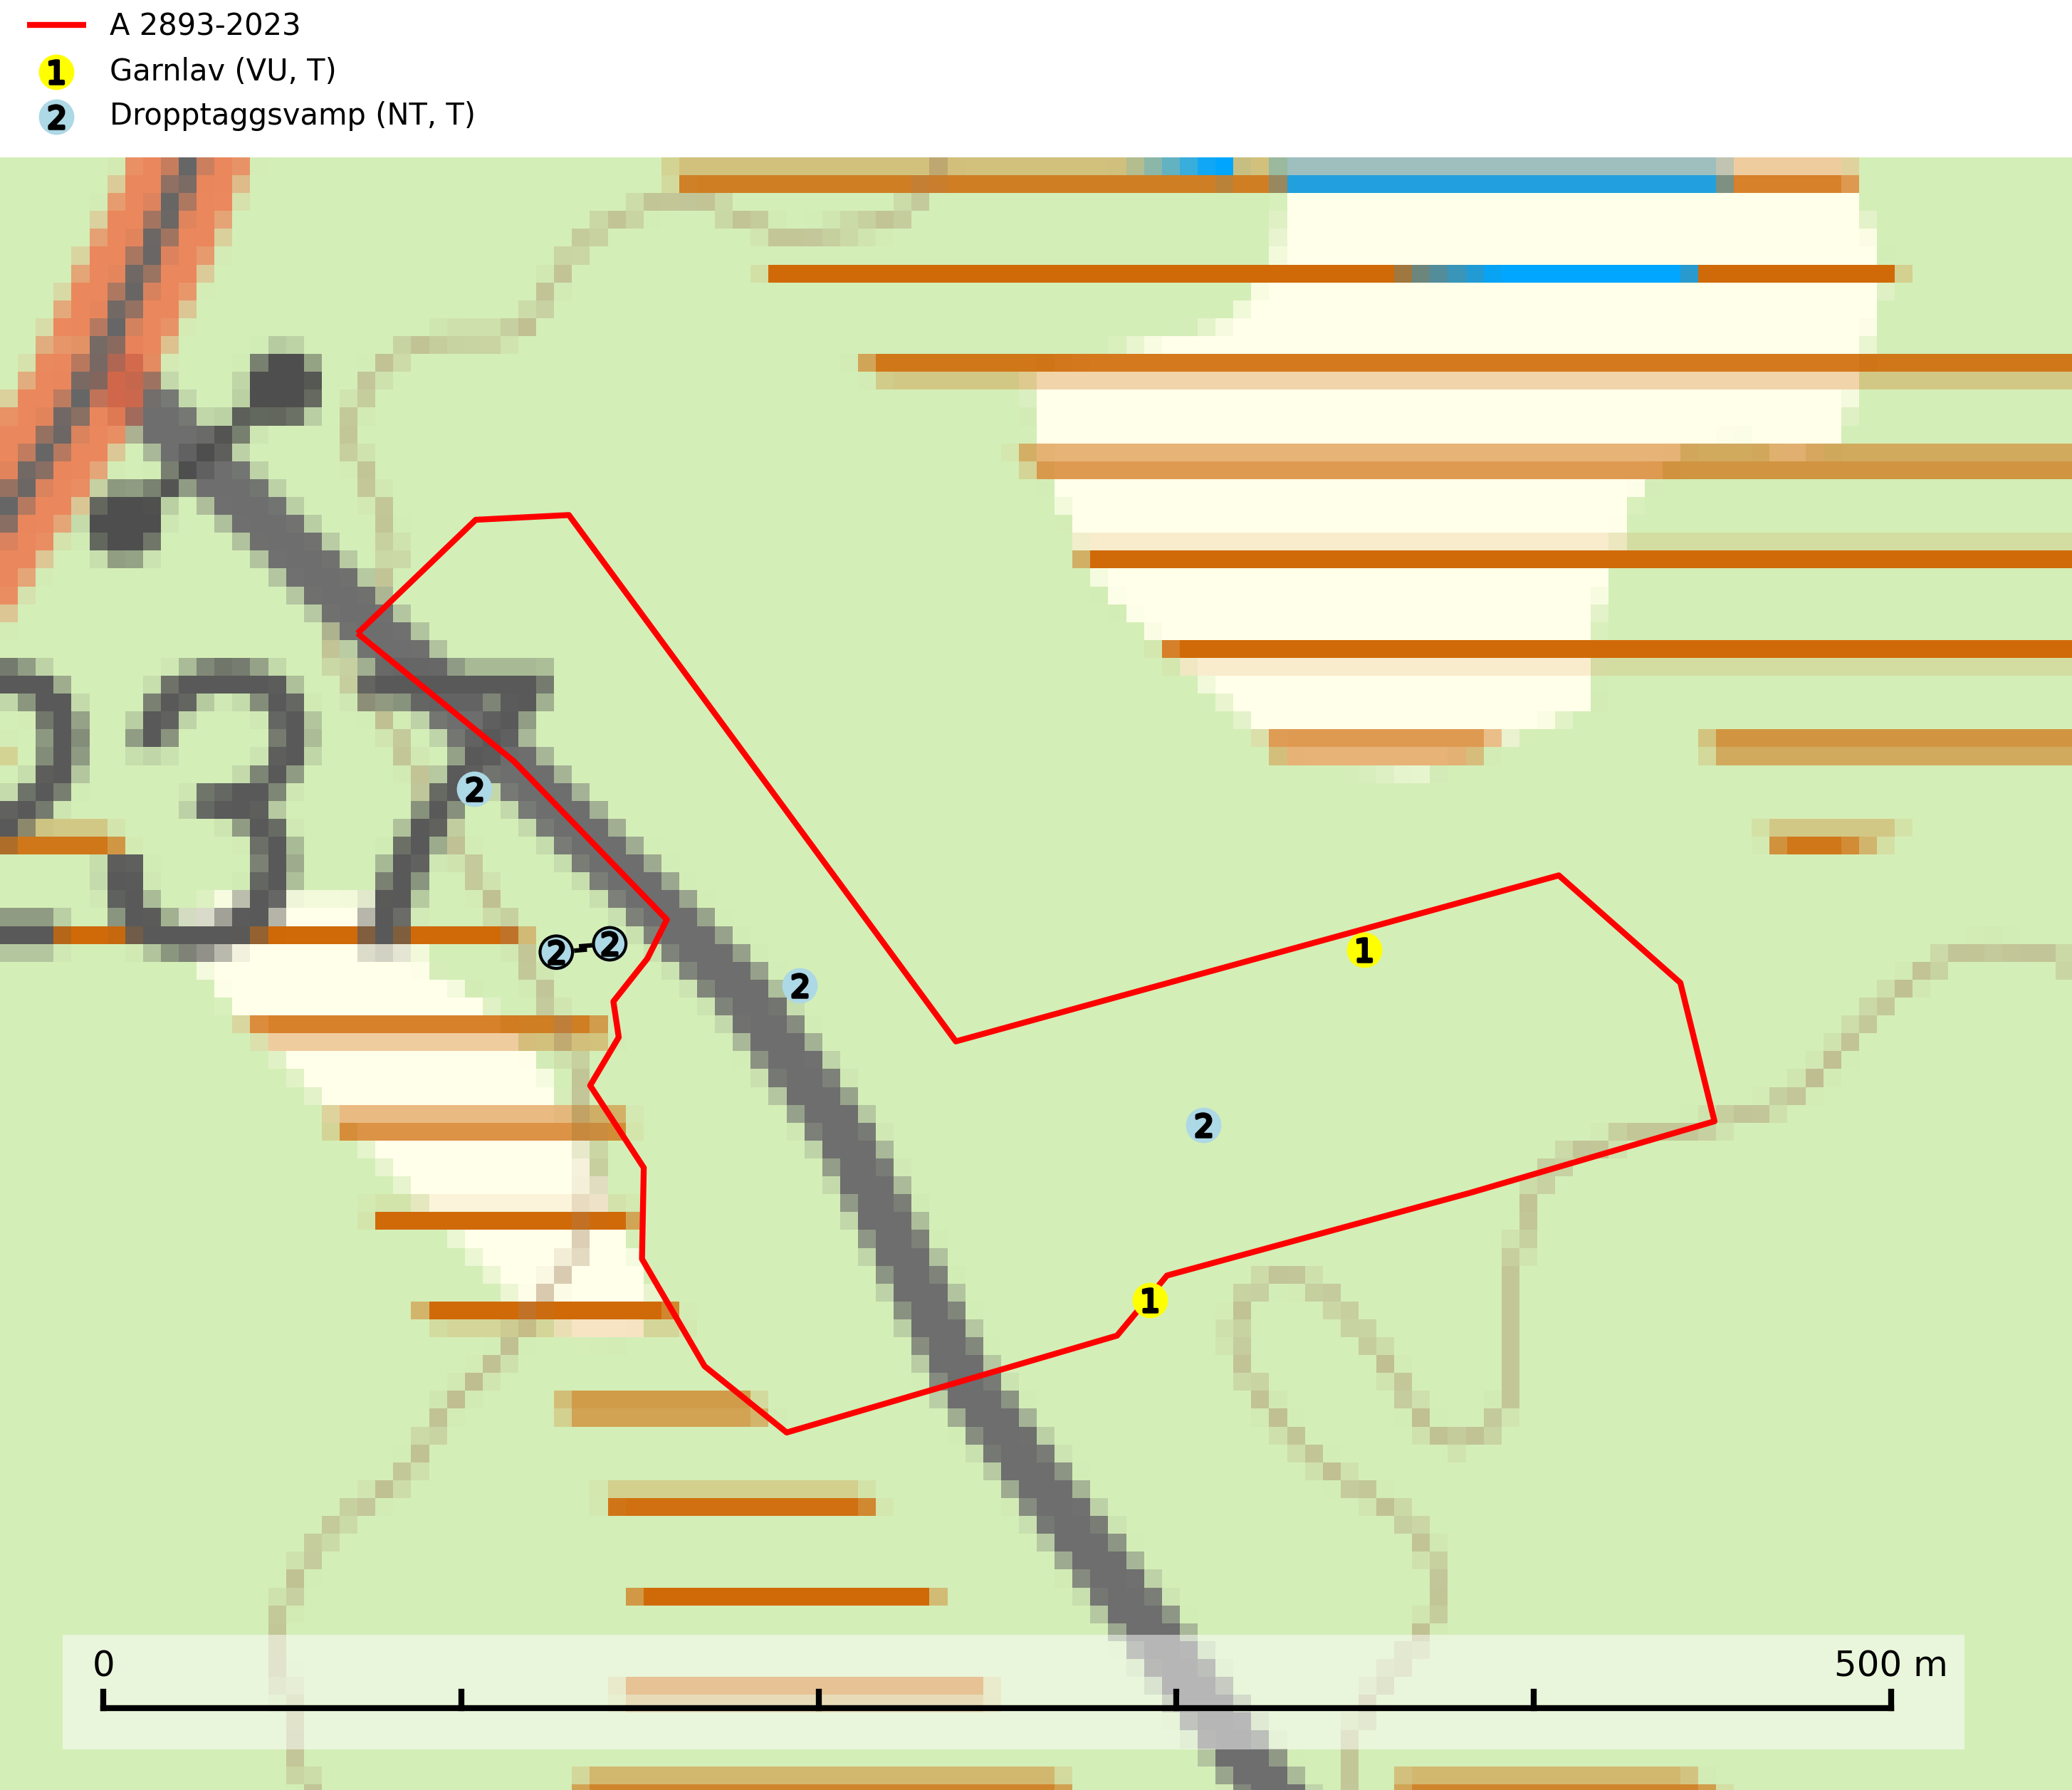 A 2893-2023
1 Garnlav (VU, T)
2 Dropptaggsvamp (NT, T)
2
2 2
1
2
2
1
0 500 m